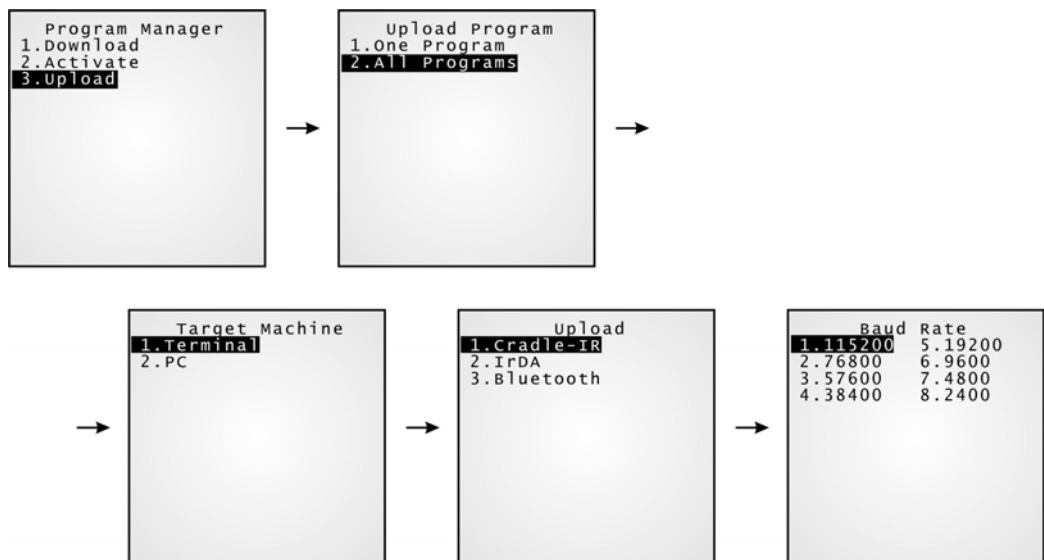 Program Manager
1.Download
2.Activate
3.Upload
Upload Program
1.One Program
2.All Programs
Target Machine
1.Terminal
2.PC
Upload
1.Cradle-IR
2.IrDA
3.Bluetooth
Baud Rate
1.115200 5.19200
2.76800 6.9600
3.57600 7.4800
4.38400 8.2400